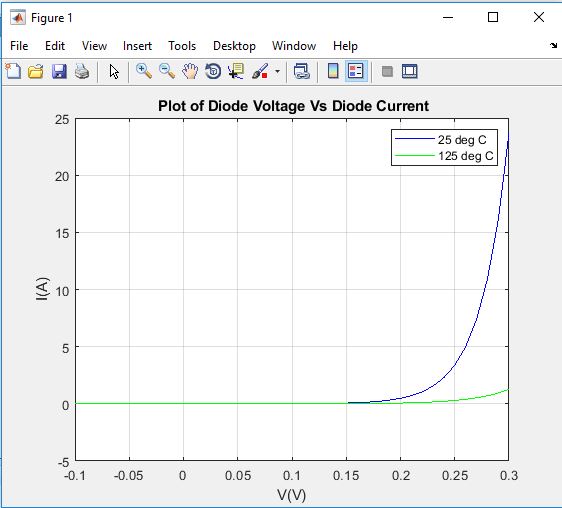 Figure 1
File Edit View Insert Tools Desktop Window Help
Plot of Diode Voltage Vs Diode Current
25 deg C
125 deg C
25
20
15
10
5
0
-5
I(A)
-0.1 -0.05 0 0.05 0.1 0.15 0.2 0.25 0.3
V(V)